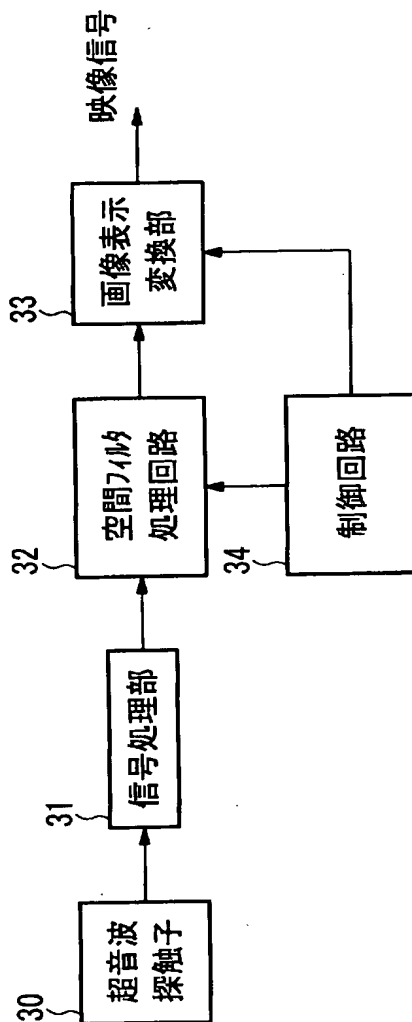 30
超音波
探触子
31
信号処理部
32
空間フィルタ
処理回路
33
画像表示
変換部
映像信号
34
制御回路